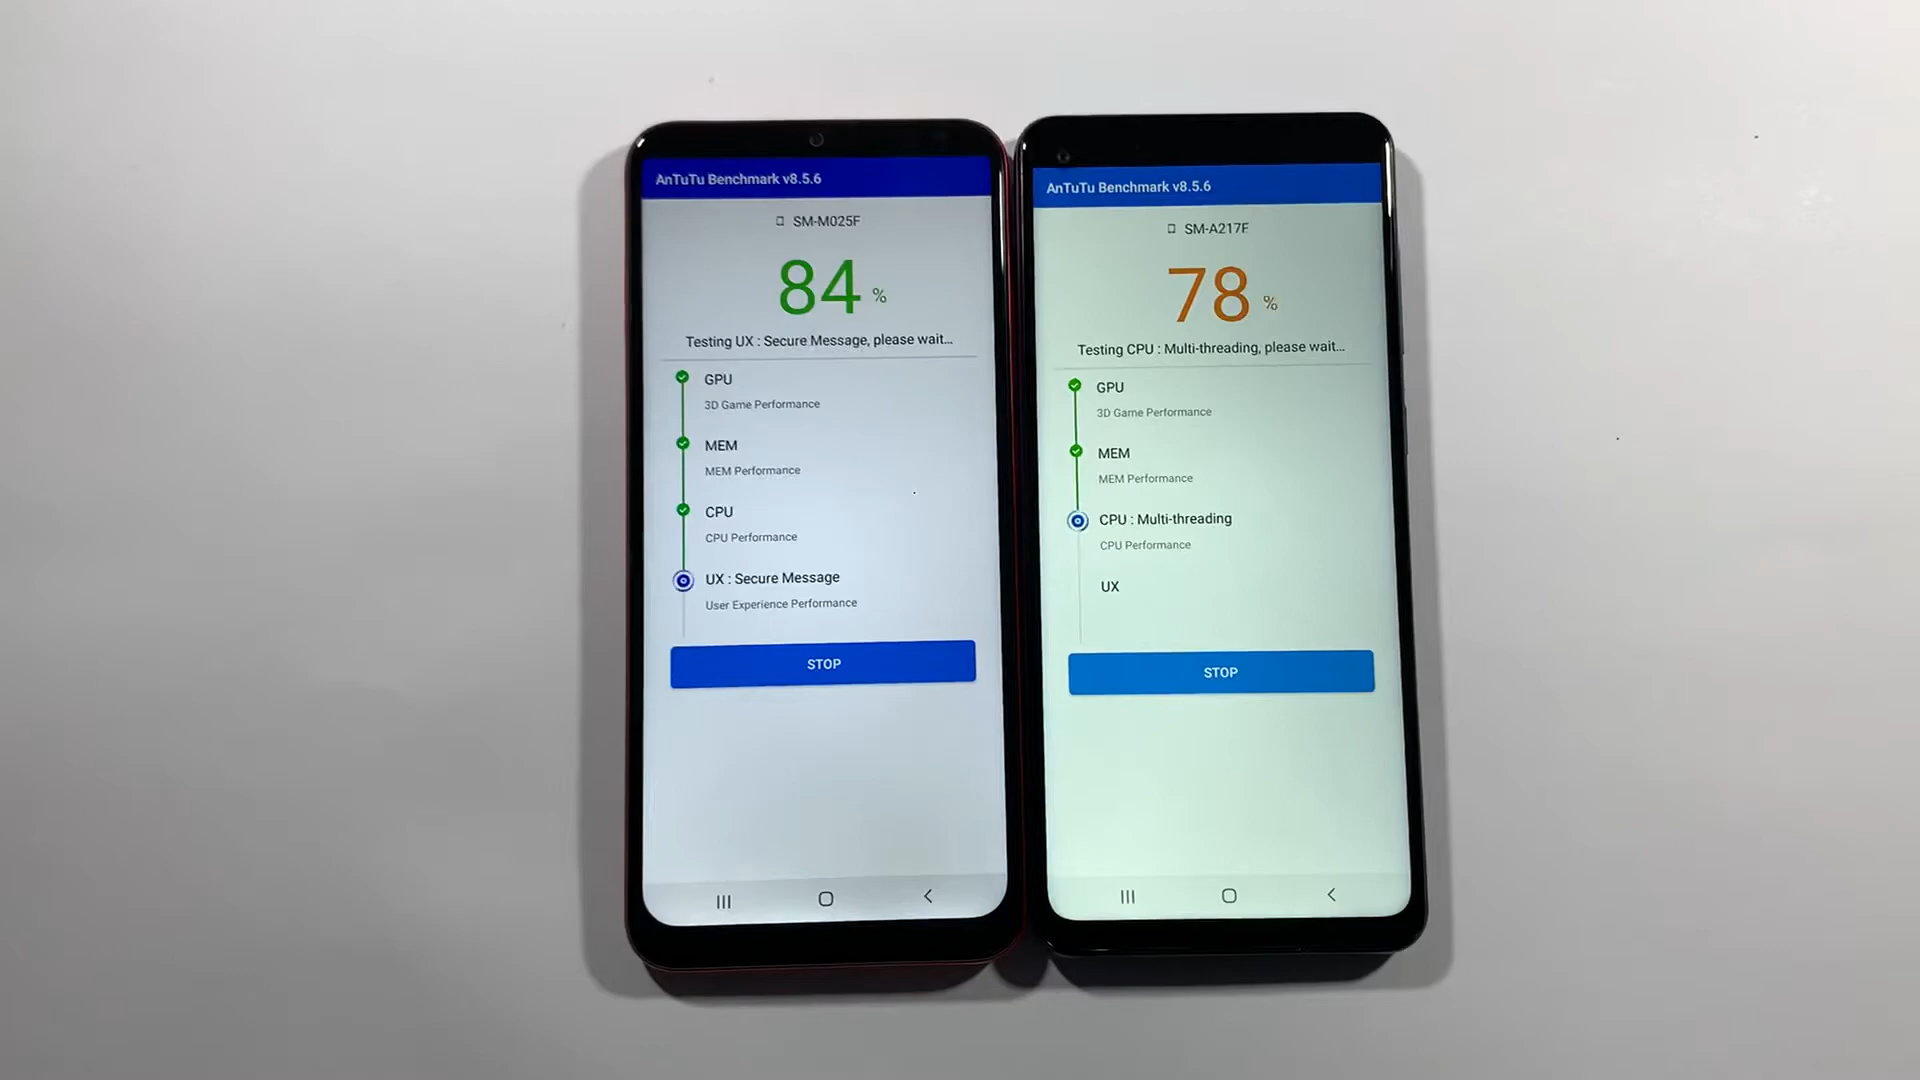 AnTuTu Benchmark v8.5.6
SM-M025F
84 %
Testing UX : Secure Message, please wait...
GPU
3D Game Performance
MEM
MEM Performance
CPU
CPU Performance
UX : Secure Message
User Experience Performance
STOP
AnTuTu Benchmark v8.5.6
SM-A217F
78 %
Testing CPU : Multi-threading, please wait...
GPU
3D Game Performance
MEM
MEM Performance
CPU : Multi-threading
CPU Performance
UX
STOP